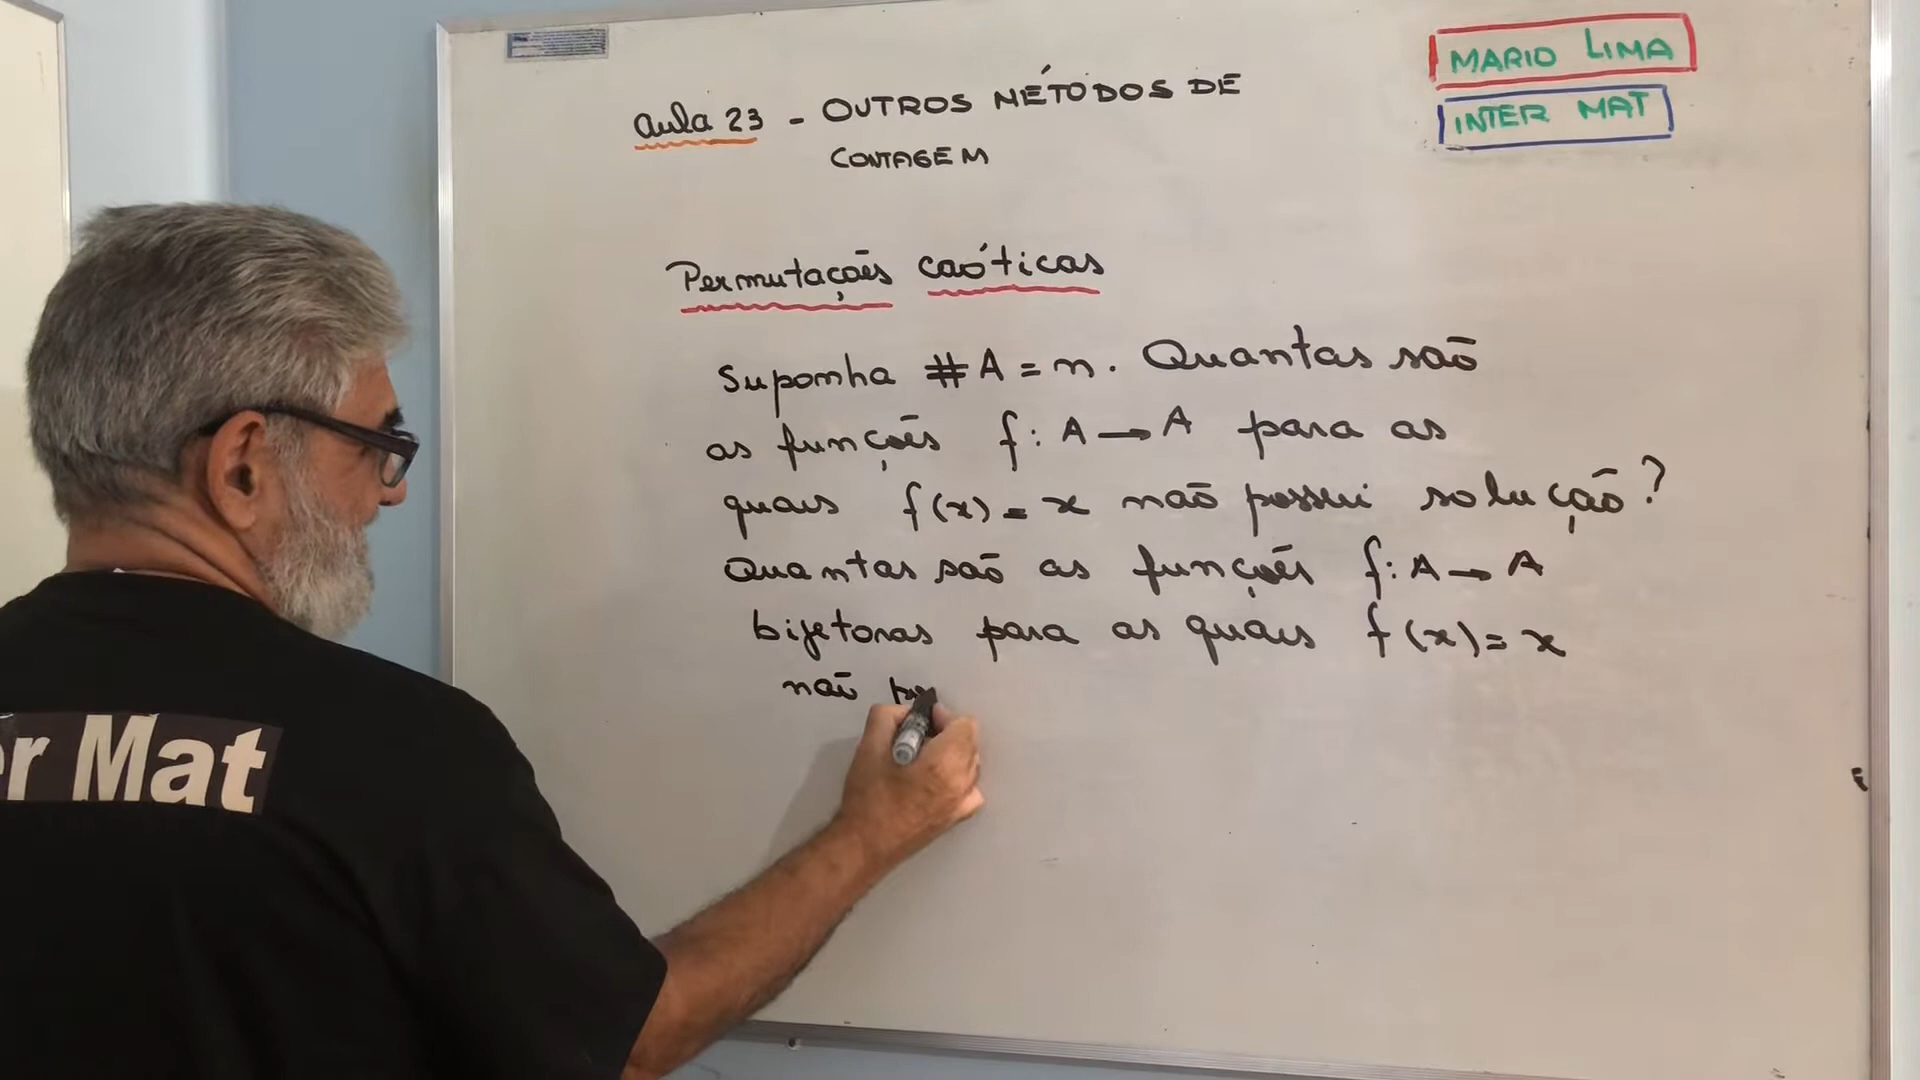 Aula 23 - OUTROS MÉTODOS DE
CONTAGEM
MARIO LIMA
INTER MAT
Permutações caóticas
Suponha #A = n. Quantas são
as funções f: A → A para as
quais f(x) = x não possui solução?
Quantas são as funções f: A → A
bijetoras para as quais f(x) = x
não
r Mat